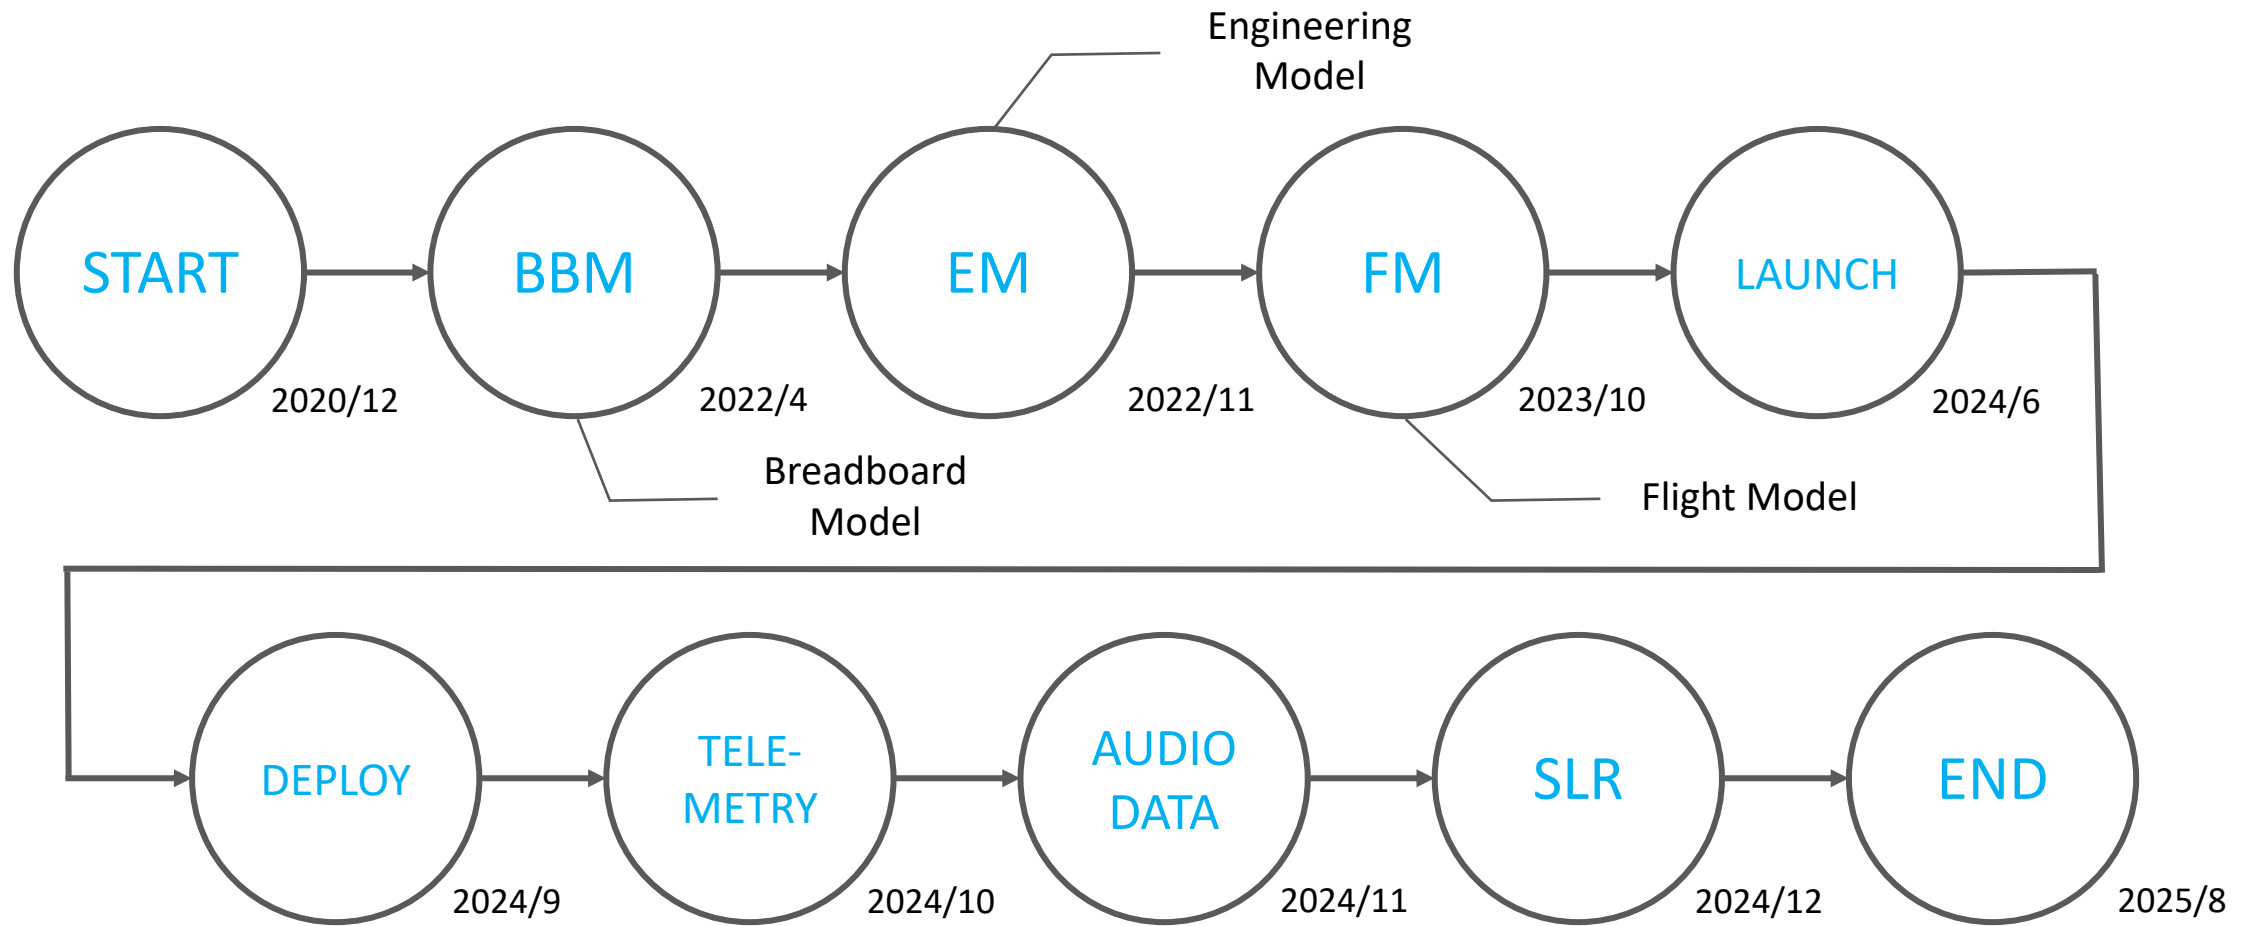 Engineering
Model
START
BBM
EM
FM
LAUNCH
2020/12
2022/4
2022/11
2023/10
2024/6
Breadboard
Model
Flight Model
DEPLOY
TELE-
METRY
AUDIO
DATA
SLR
END
2024/9
2024/10
2024/11
2024/12
2025/8